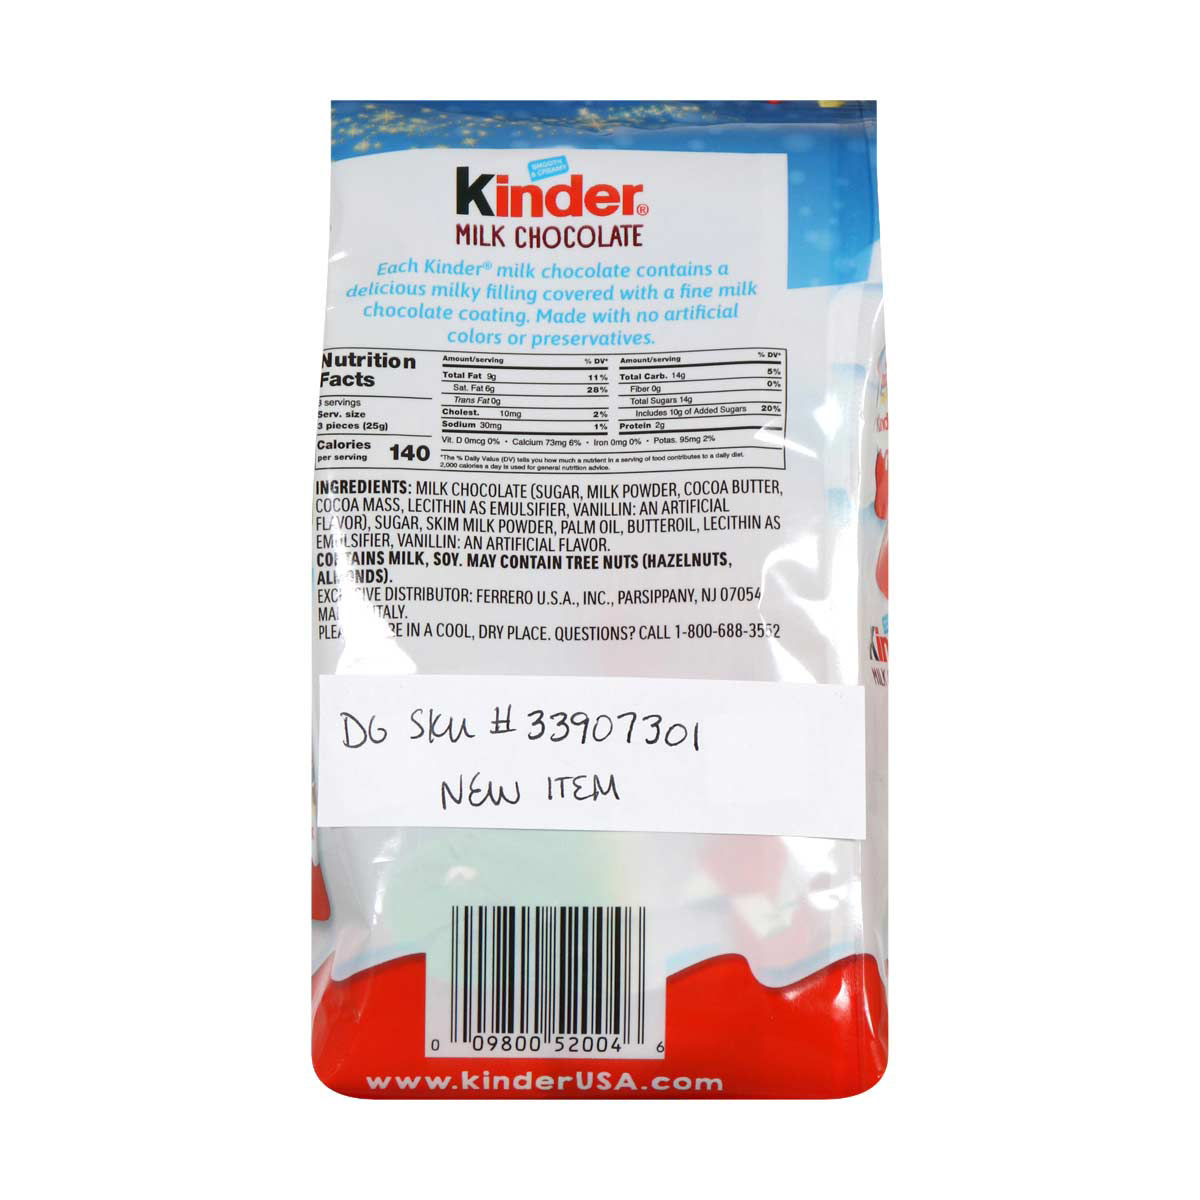 SMOOTH
& CREAMY
Kinder®
MILK CHOCOLATE
Each Kinder® milk chocolate contains a
delicious milky filling covered with a fine milk
chocolate coating. Made with no artificial
colors or preservatives.
Nutrition
Facts
servings
Serv. size
3 pieces (25g)
Calories
per serving 140
Amount/serving % DV*
Total Fat 9g 11%
Sat. Fat 6g 28%
Trans Fat 0g
Cholest. 10mg 2%
Sodium 30mg 1%
Amount/serving % DV*
Total Carb. 14g 5%
Fiber 0g 0%
Total Sugars 14g
Includes 10g of Added Sugars 20%
Protein 2g
Vit. D 0mcg 0% • Calcium 73mg 6% • Iron 0mg 0% • Potas. 95mg 2%
*The % Daily Value (DV) tells you how much a nutrient in a serving of food contributes to a daily diet.
2,000 calories a day is used for general nutrition advice.
INGREDIENTS: MILK CHOCOLATE (SUGAR, MILK POWDER, COCOA BUTTER,
COCOA MASS, LECITHIN AS EMULSIFIER, VANILLIN: AN ARTIFICIAL
FLAVOR), SUGAR, SKIM MILK POWDER, PALM OIL, BUTTEROIL, LECITHIN AS
EMULSIFIER, VANILLIN: AN ARTIFICIAL FLAVOR.
CONTAINS MILK, SOY. MAY CONTAIN TREE NUTS (HAZELNUTS,
ALMONDS).
DISTRIBUTOR: FERRERO U.S.A., INC., PARSIPPANY, NJ 07054
ITALY.
IN A COOL, DRY PLACE. QUESTIONS? CALL 1-800-688-3552
DG SKU # 33907301
NEW ITEM
0 09800 52004 6
www.kinderUSA.com